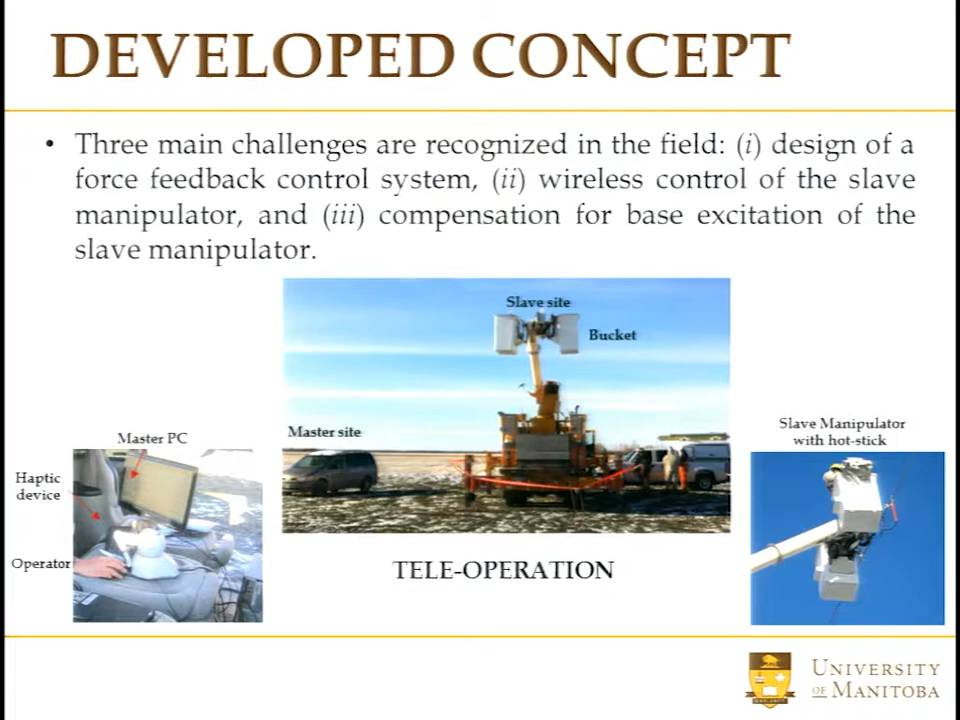 DEVELOPED CONCEPT
• Three main challenges are recognized in the field: (i) design of a
force feedback control system, (ii) wireless control of the slave
manipulator, and (iii) compensation for base excitation of the
slave manipulator.
Slave site
Bucket
Master site
Master PC
Haptic
device
Operator
Slave Manipulator
with hot-stick
TELE-OPERATION
UNIVERSITY
OF MANITOBA